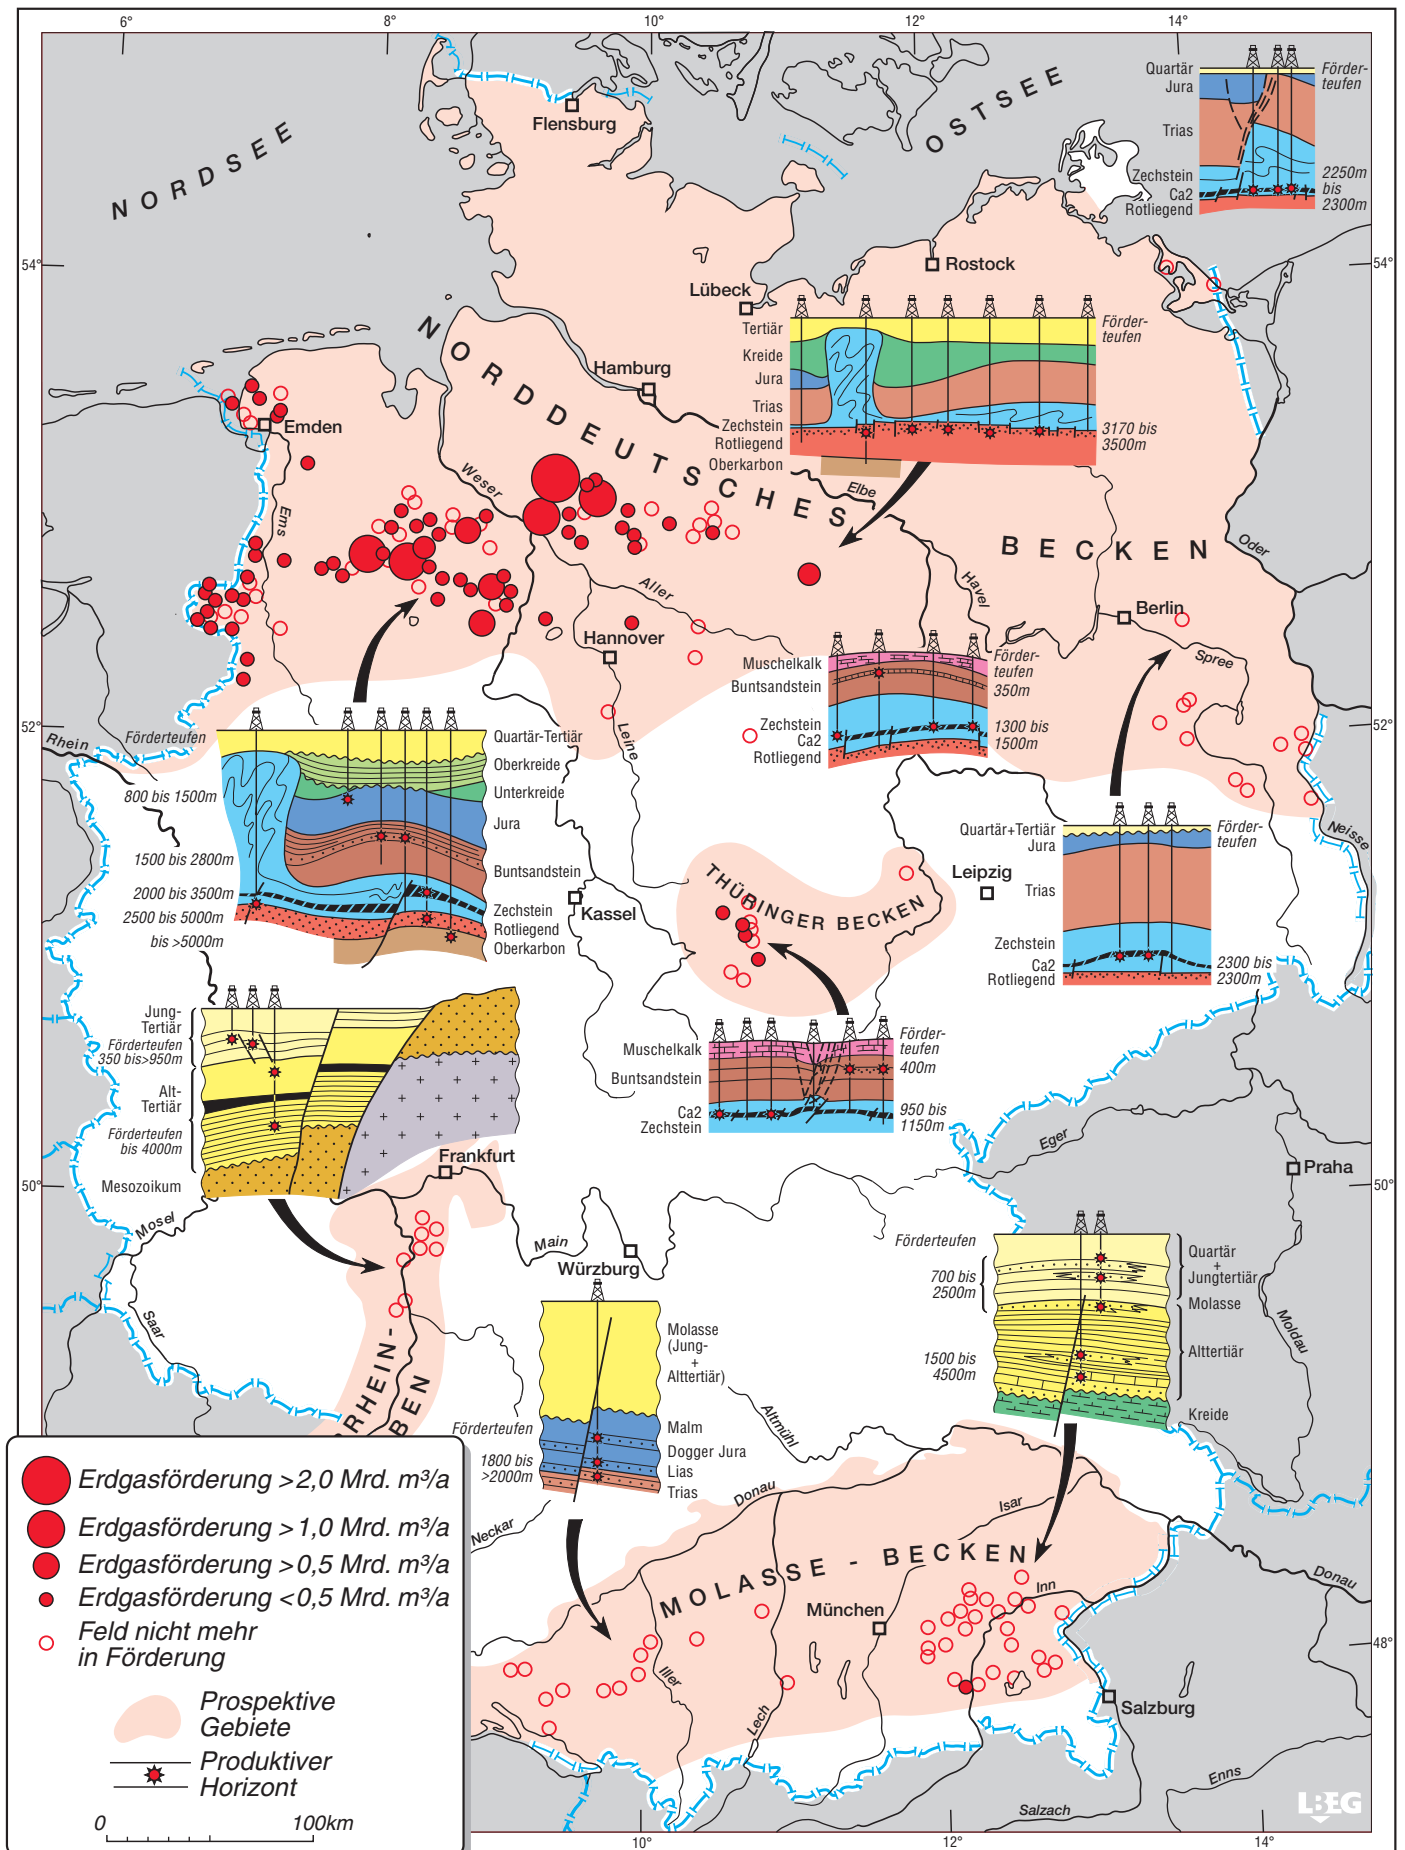 6°
8°
10°
12°
14°
NORDSEE
OSTSEE
Flensburg
Quartär
Jura
Trias
Zechstein
Ca2
Rotliegend
Förder-
teufen
2250m
bis
2300m
54°
54°
Rostock
Lübeck
Hamburg
Emden
NORDDEUTSCHES
BECKEN
Tertiär
Kreide
Jura
Trias
Zechstein
Rotliegend
Oberkarbon
Förder-
teufen
3170 bis
3500m
Weser
Ems
Elbe
Aller
Havel
Oder
Berlin
Spree
Hannover
Leine
Muschelkalk
Buntsandstein
Zechstein
Ca2
Rotliegend
Förder-
teufen
350m
1300 bis
1500m
52°
52°
Rhein
Förderteufen
800 bis 1500m
1500 bis 2800m
2000 bis 3500m
2500 bis 5000m
bis >5000m
Quartär-Tertiär
Oberkreide
Unterkreide
Jura
Buntsandstein
Zechstein
Rotliegend
Oberkarbon
Kassel
THÜRINGER BECKEN
Leipzig
Quartär+Tertiär
Jura
Trias
Zechstein
Ca2
Rotliegend
Förder-
teufen
2300 bis
2300m
Neisse
Jung-
Tertiär
Förderteufen
350 bis>950m
Alt-
Tertiär
Förderteufen
bis 4000m
Mesozoikum
Muschelkalk
Buntsandstein
Ca2
Zechstein
Förder-
teufen
400m
950 bis
1150m
Eger
Praha
50°
50°
Frankfurt
Mosel
Saar
Main
Würzburg
Förderteufen
700 bis
2500m
1500 bis
4500m
Quartär
+
Jungtertiär
Molasse
Alttertiär
Kreide
Moldau
RHEIN-
BEN
Molasse
(Jung-
+
Alttertiär)
Malm
Dogger Jura
Lias
Trias
Förderteufen
1800 bis
>2000m
Altmühl
Donau
Isar
Neckar
MOLASSE - BECKEN
Inn
Donau
München
Iller
Lech
Salzburg
48°
Enns
Salzach
Erdgasförderung >2,0 Mrd. m³/a
Erdgasförderung >1,0 Mrd. m³/a
Erdgasförderung >0,5 Mrd. m³/a
Erdgasförderung <0,5 Mrd. m³/a
Feld nicht mehr
in Förderung
Prospektive
Gebiete
Produktiver
Horizont
0
100km
10°
12°
14°
LBEG